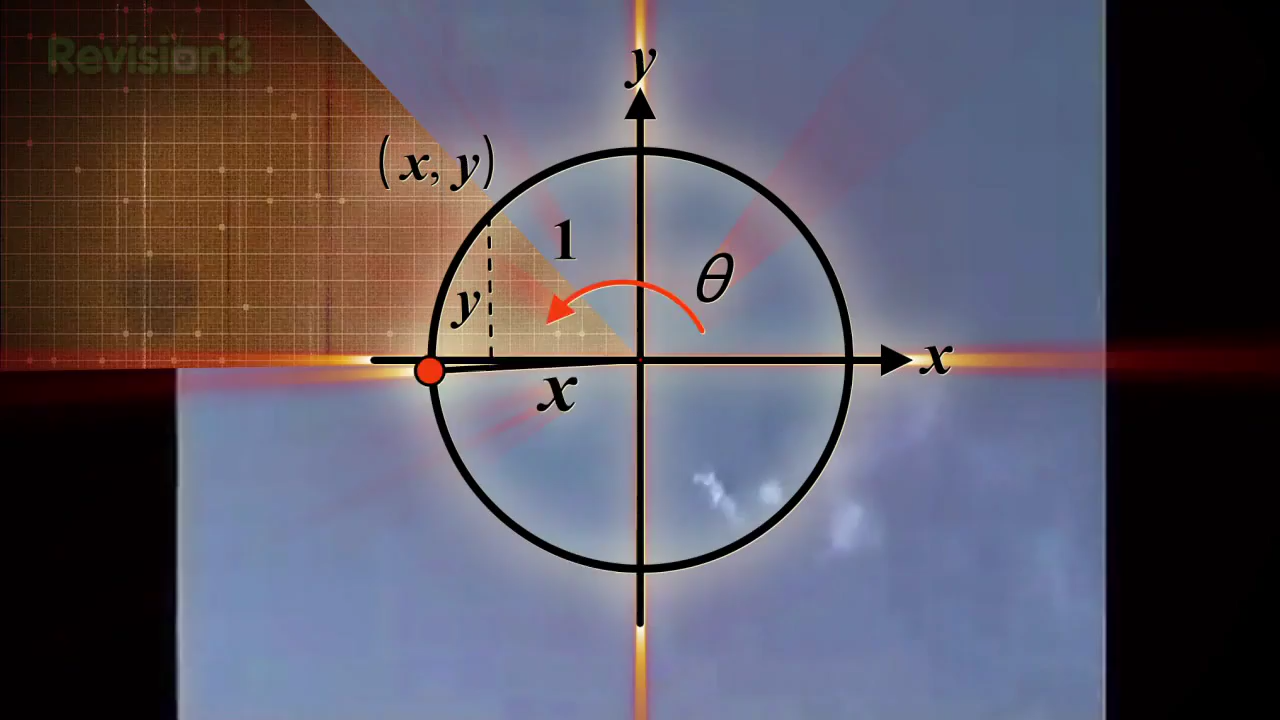 Revision3
y
(x, y)
1
θ
y
x
x